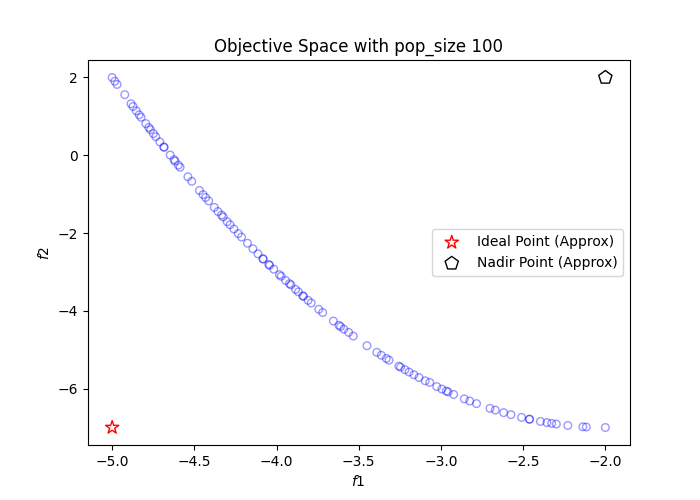 Objective Space with pop_size 100
2
0
−2
−4
−6
f2
Ideal Point (Approx)
Nadir Point (Approx)
−5.0 −4.5 −4.0 −3.5 −3.0 −2.5 −2.0
f1